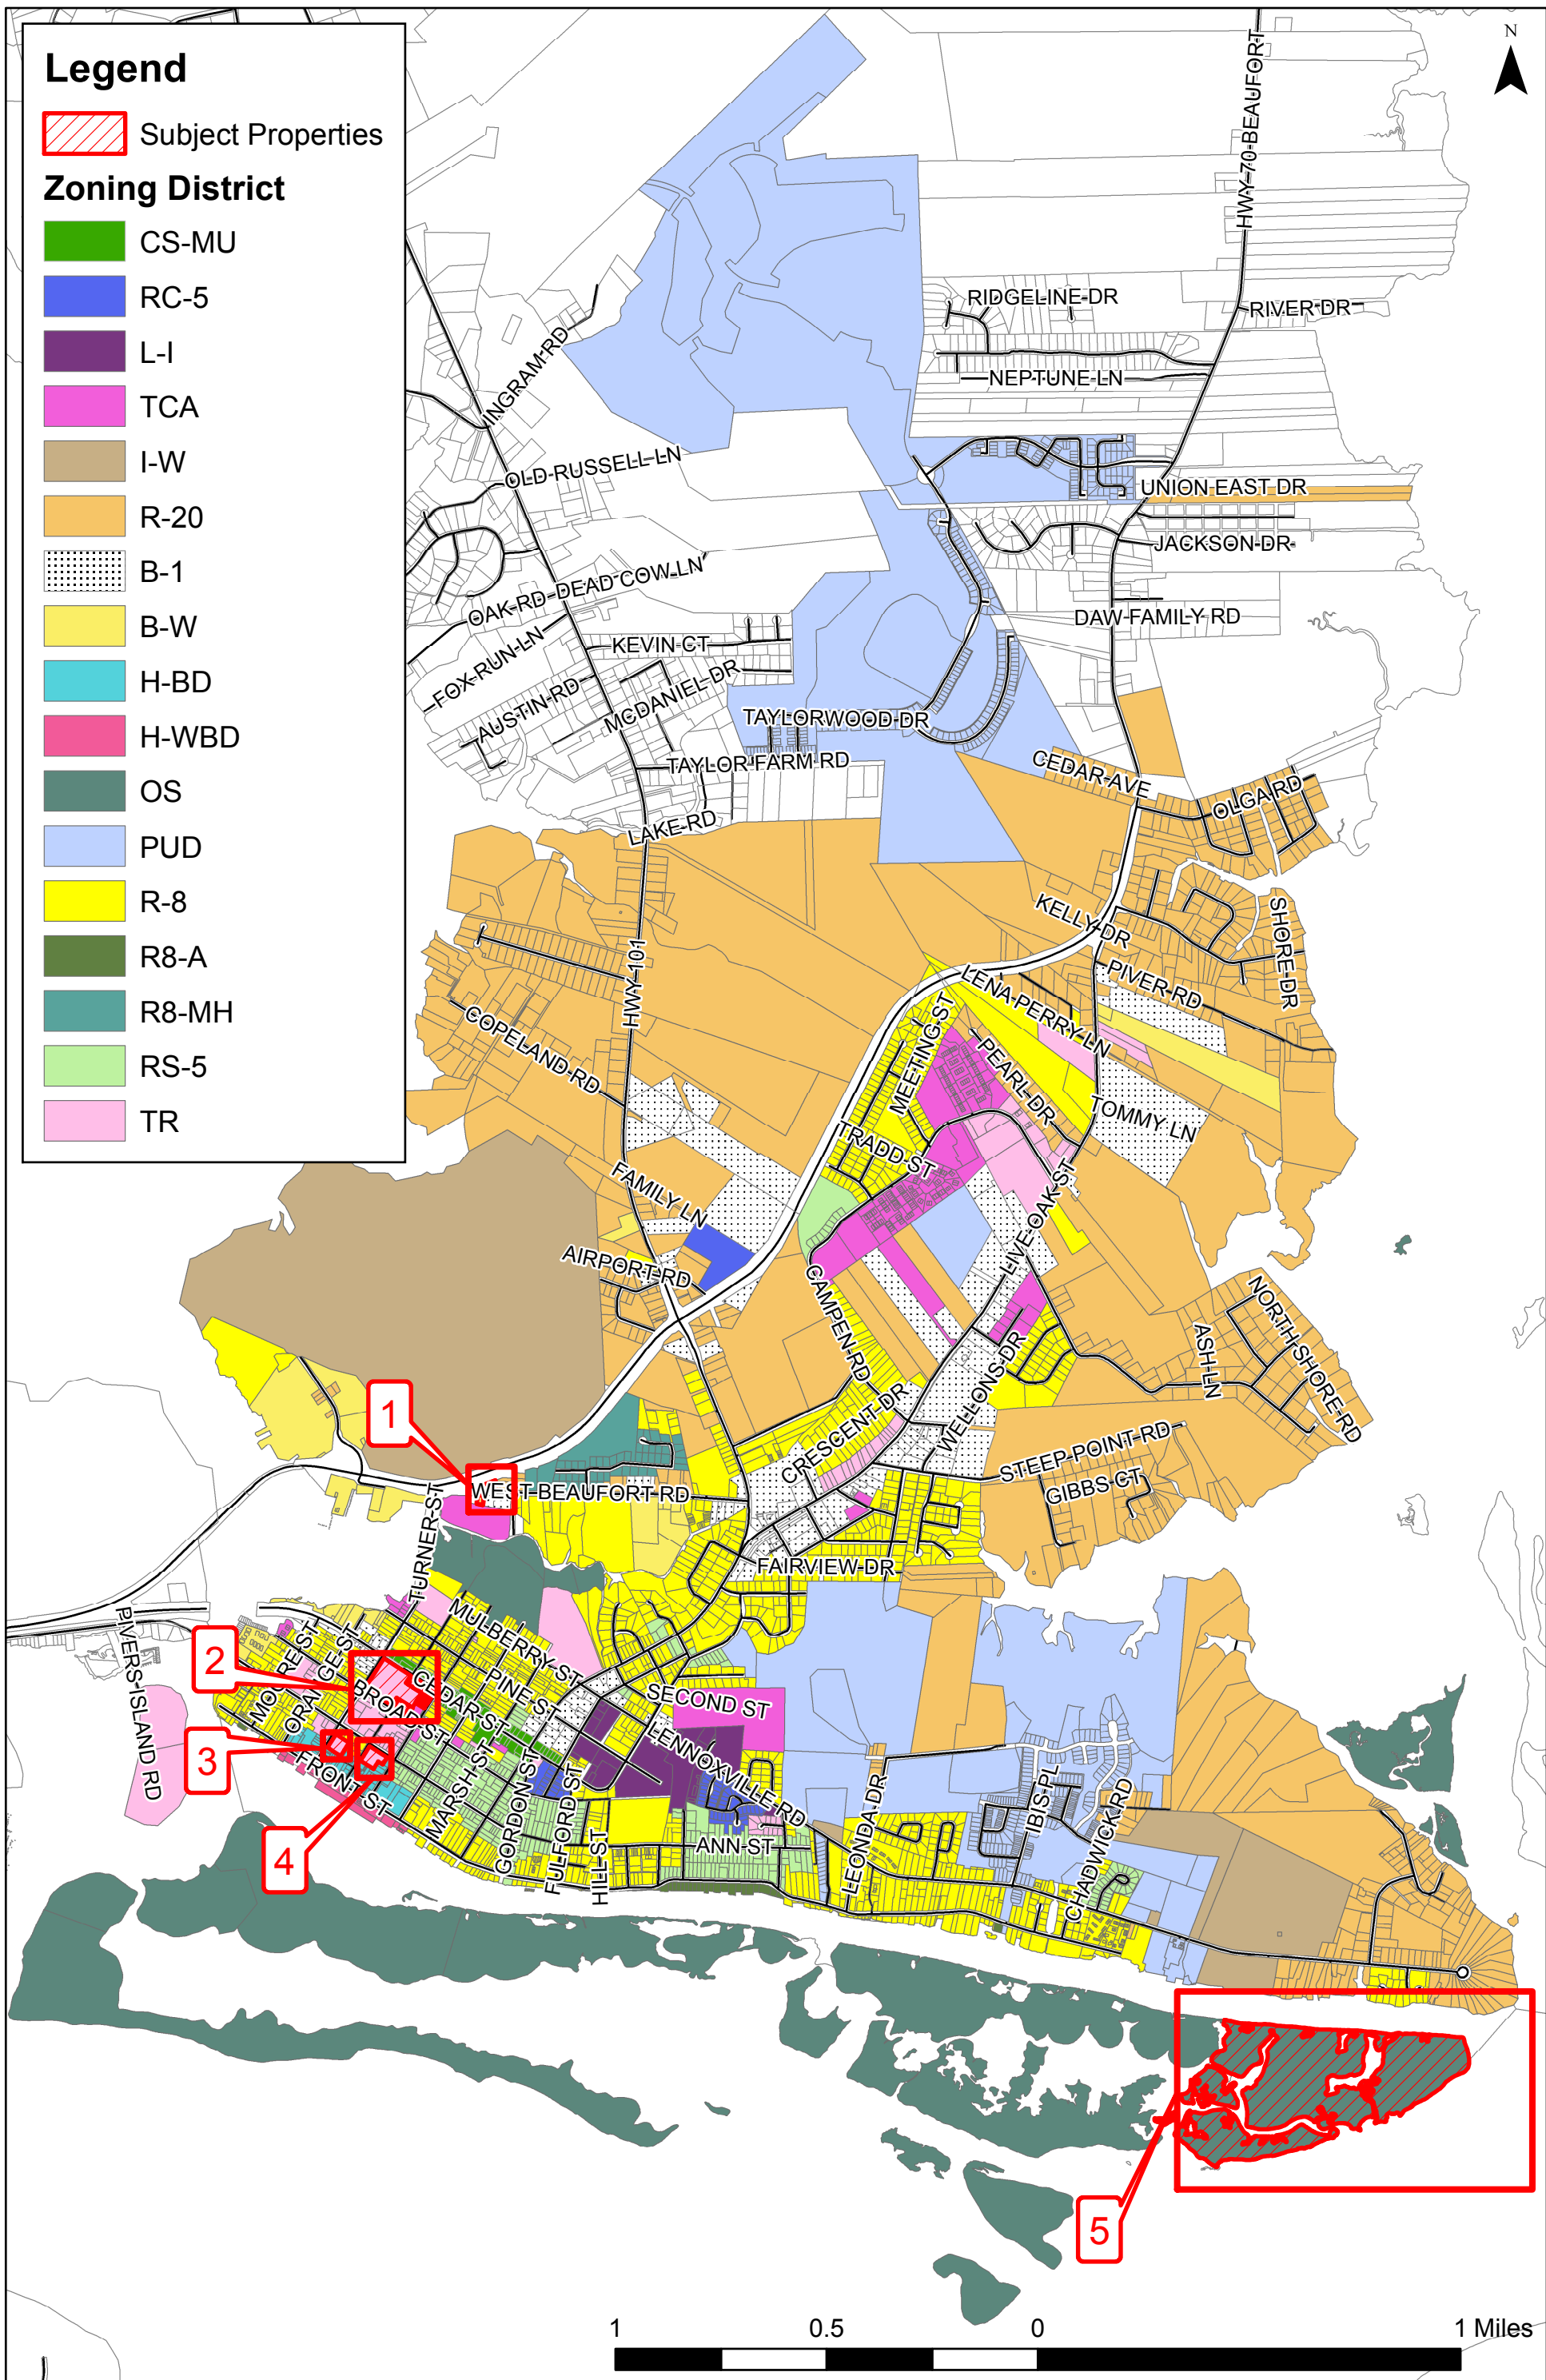 Legend
Subject Properties
Zoning District
CS-MU
RC-5
L-I
TCA
I-W
R-20
B-1
B-W
H-BD
H-WBD
OS
PUD
R-8
R8-A
R8-MH
RS-5
TR
N
HWY 70 BEAUFORT
RIDGELINE DR
RIVER DR
NEPTUNE LN
INGRAM RD
OLD RUSSELL LN
UNION EAST DR
JACKSON DR
OAK RD
DEAD COW LN
DAW FAMILY RD
KEVIN CT
FOX RUN LN
AUSTIN RD
MCDANIEL DR
TAYLORWOOD DR
TAYLOR FARM RD
CEDAR AVE
OLGA RD
LAKE RD
KELLY DR
SHORE DR
HWY 101
PIVER RD
LENA PERRY LN
MEETING ST
PEARL DR
COPELAND RD
TOMMY LN
TRADD ST
FAMILY LN
LIVE OAK ST
AIRPORT RD
CAMPEN RD
NORTH SHORE RD
ASH LN
WELLONS DR
CRESCENT DR
1
STEEP POINT RD
GIBBS CT
WEST BEAUFORT RD
TURNER ST
FAIRVIEW DR
MULBERRY ST
PIVERS ISLAND RD
MOORE ST
ORANGE ST
2
CEDAR ST
PINE ST
BROAD ST
SECOND ST
LENNOXVILLE RD
3
FRONT ST
MARSH ST
GORDON ST
FULFORD ST
HILL ST
ANN ST
LEONDA DR
IBIS PL
CHADWICK RD
4
5
1
0.5
0
1 Miles